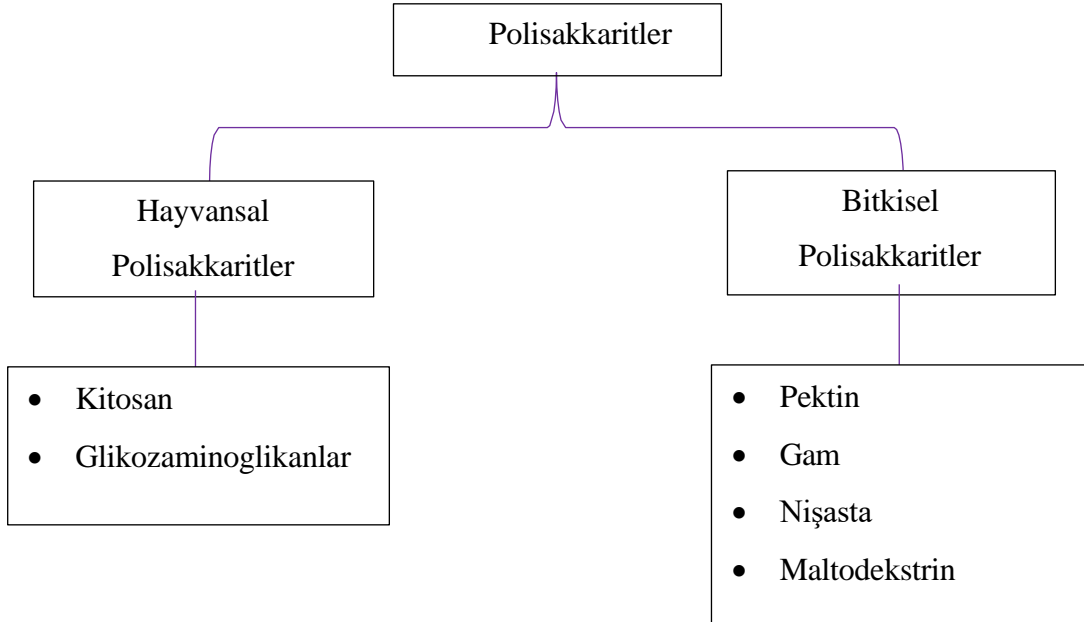 Polisakkaritler
Hayvansal
Polisakkaritler
Bitkisel
Polisakkaritler
• Kitosan
• Glikozaminoglikanlar
• Pektin
• Gam
• Nişasta
• Maltodekstrin